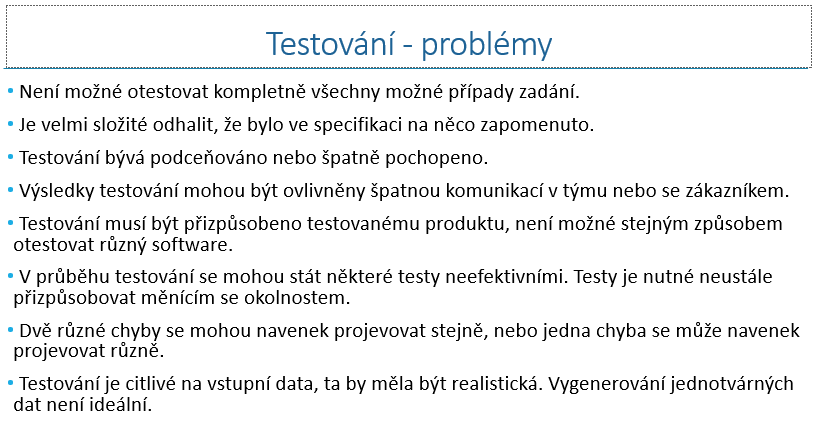 Testování - problémy
• Není možné otestovat kompletně všechny možné případy zadání.
• Je velmi složité odhalit, že bylo ve specifikaci na něco zapomenuto.
• Testování bývá podceňováno nebo špatně pochopeno.
• Výsledky testování mohou být ovlivněny špatnou komunikací v týmu nebo se zákazníkem.
• Testování musí být přizpůsobeno testovanému produktu, není možné stejným způsobem
otestovat různý software.
• V průběhu testování se mohou stát některé testy neefektivními. Testy je nutné neustále
přizpůsobovat měnícím se okolnostem.
• Dvě různé chyby se mohou navenek projevovat stejně, nebo jedna chyba se může navenek
projevovat různě.
• Testování je citlivé na vstupní data, ta by měla být realistická. Vygenerování jednotvárných
dat není ideální.